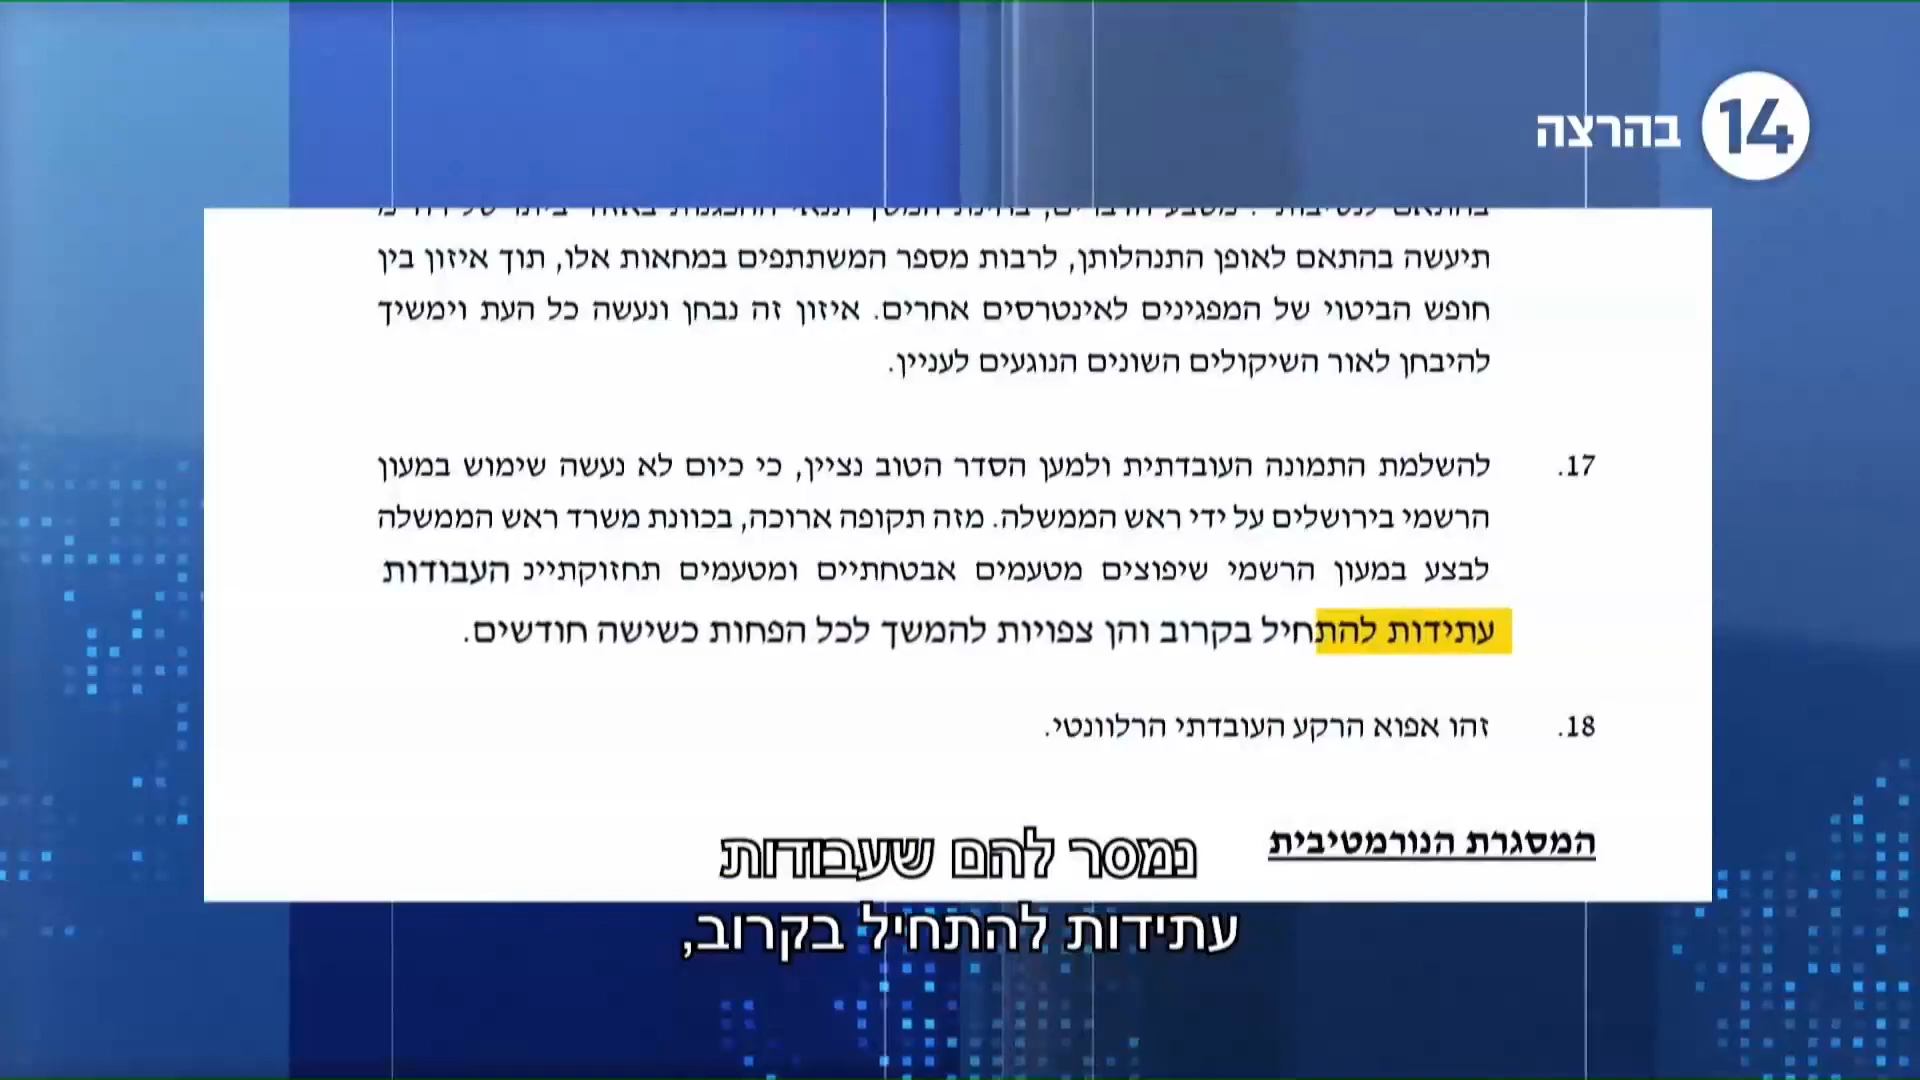 14 בהרצה
תיעשה בהתאם לאופן התנהלותן, לרבות מספר המשתתפים במחאות אלו, תוך איזון בין
חופש הביטוי של המפגינים לאינטרסים אחרים. איזון זה נבחן ונעשה כל העת וימשיך
להיבחן לאור השיקולים השונים הנוגעים לעניין.
17. להשלמת התמונה העובדתית ולמען הסדר הטוב נציין, כי כיום לא נעשה שימוש במעון
הרשמי בירושלים על ידי ראש הממשלה. מזה תקופה ארוכה, בכוונת משרד ראש הממשלה
לבצע במעון הרשמי שיפוצים מטעמים אבטחתיים ומטעמים תחזוקתיינ העבודות
עתידות להתחיל בקרוב והן צפויות להמשך לכל הפחות כשישה חודשים.
18. זהו אפוא הרקע העובדתי הרלוונטי.
המסגרת הנורמטיבית
נמסר להם שעבודות
עתידות להתחיל בקרוב,